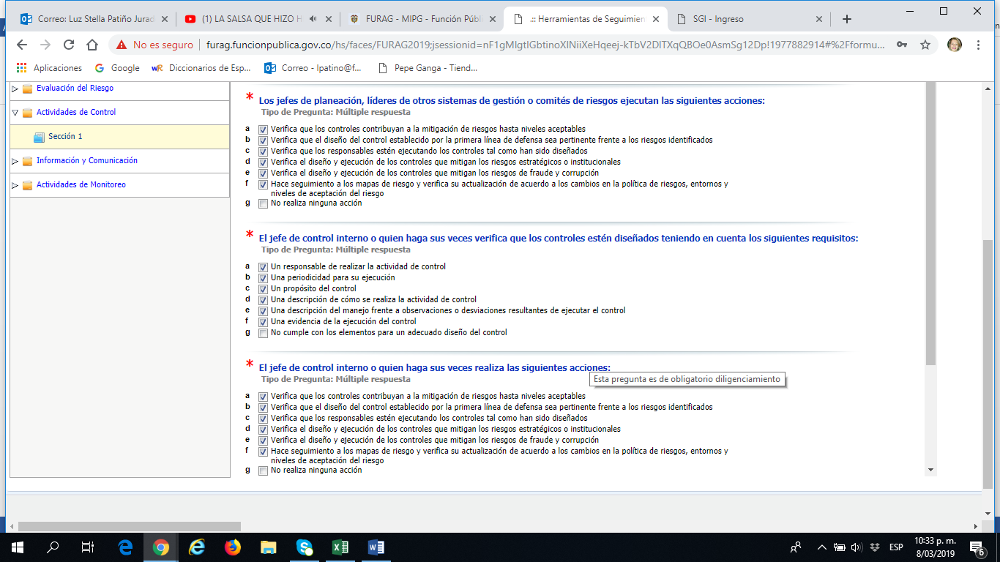 Correo: Luz Stella Patiño Jurad
(1) LA SALSA QUE HIZO H
FURAG - MIPG - Función Públi
.:: Herramientas de Seguimien
SGI - Ingreso
No es seguro
furag.funcionpublica.gov.co/hs/faces/FURAG2019;jsessionid=nF1gMIgtIGbtinoXINiiXeHqeej-kTbV2DlTXqQBOe0AsmSg12Dp!1977882914#%2Fformu...
Aplicaciones
Google
Diccionarios de Esp...
Correo - lpatino@f...
Pepe Ganga - Tiend...
Evaluación del Riesgo
Actividades de Control
Sección 1
Información y Comunicación
Actividades de Monitoreo
* Los jefes de planeación, líderes de otros sistemas de gestión o comités de riesgos ejecutan las siguientes acciones:
Tipo de Pregunta: Múltiple respuesta
a Verifica que los controles contribuyan a la mitigación de riesgos hasta niveles aceptables
b Verifica que el diseño del control establecido por la primera línea de defensa sea pertinente frente a los riesgos identificados
c Verifica que los responsables estén ejecutando los controles tal como han sido diseñados
d Verifica el diseño y ejecución de los controles que mitigan los riesgos estratégicos o institucionales
e Verifica el diseño y ejecución de los controles que mitigan los riesgos de fraude y corrupción
f Hace seguimiento a los mapas de riesgo y verifica su actualización de acuerdo a los cambios en la política de riesgos, entornos y
niveles de aceptación del riesgo
g No realiza ninguna acción
* El jefe de control interno o quien haga sus veces verifica que los controles estén diseñados teniendo en cuenta los siguientes requisitos:
Tipo de Pregunta: Múltiple respuesta
a Un responsable de realizar la actividad de control
b Una periodicidad para su ejecución
c Un propósito del control
d Una descripción de cómo se realiza la actividad de control
e Una descripción del manejo frente a observaciones o desviaciones resultantes de ejecutar el control
f Una evidencia de la ejecución del control
g No cumple con los elementos para un adecuado diseño del control
* El jefe de control interno o quien haga sus veces realiza las siguientes acciones:
Tipo de Pregunta: Múltiple respuesta
Esta pregunta es de obligatorio diligenciamiento
a Verifica que los controles contribuyan a la mitigación de riesgos hasta niveles aceptables
b Verifica que el diseño del control establecido por la primera línea de defensa sea pertinente frente a los riesgos identificados
c Verifica que los responsables estén ejecutando los controles tal como han sido diseñados
d Verifica el diseño y ejecución de los controles que mitigan los riesgos estratégicos o institucionales
e Verifica el diseño y ejecución de los controles que mitigan los riesgos de fraude y corrupción
f Hace seguimiento a los mapas de riesgo y verifica su actualización de acuerdo a los cambios en la política de riesgos, entornos y
niveles de aceptación del riesgo
g No realiza ninguna acción
ESP
10:33 p. m.
8/03/2019
6